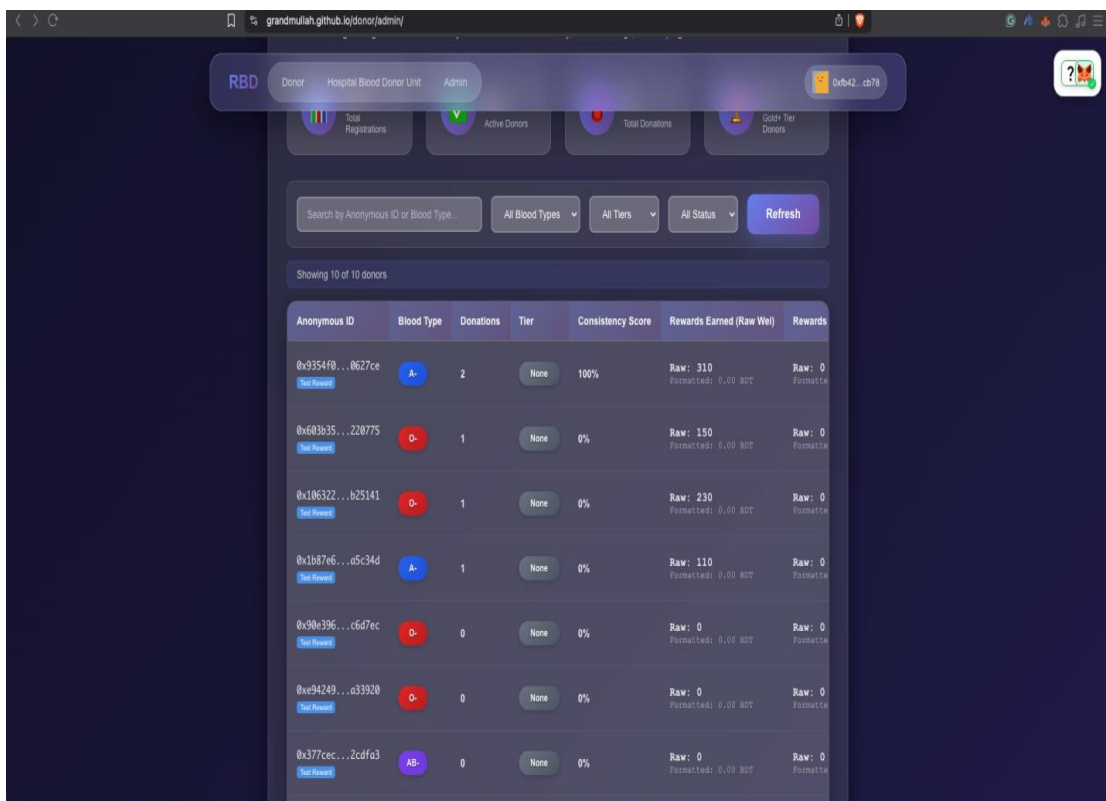 grandmullah.github.io/donor/admin/
RBD
Donor
Hospital Blood Donor Unit
Admin
0xfb42...cb78
?
Total
Registrations
Active Donors
Total Donations
Gold+ Tier
Donors
Search by Anonymous ID or Blood Type...
All Blood Types
All Tiers
All Status
Refresh
Showing 10 of 10 donors
Anonymous ID Blood Type Donations Tier Consistency Score Rewards Earned (Raw Wei) Rewards
0x9354f0...0627ce A- 2 None 100% Raw: 310 Raw: 0
Test Reward Formatted: 0.00 BDT Formatte
0x603b35...220775 O- 1 None 0% Raw: 150 Raw: 0
Test Reward Formatted: 0.00 BDT Formatte
0x106322...b25141 O- 1 None 0% Raw: 230 Raw: 0
Test Reward Formatted: 0.00 BDT Formatte
0x1b87e6...a5c34d A- 1 None 0% Raw: 110 Raw: 0
Test Reward Formatted: 0.00 BDT Formatte
0x90e396...c6d7ec O- 0 None 0% Raw: 0 Raw: 0
Test Reward Formatted: 0.00 BDT Formatte
0xe94249...a33920 O- 0 None 0% Raw: 0 Raw: 0
Test Reward Formatted: 0.00 BDT Formatte
0x377cec...2cdfa3 AB- 0 None 0% Raw: 0 Raw: 0
Test Reward Formatted: 0.00 BDT Formatte